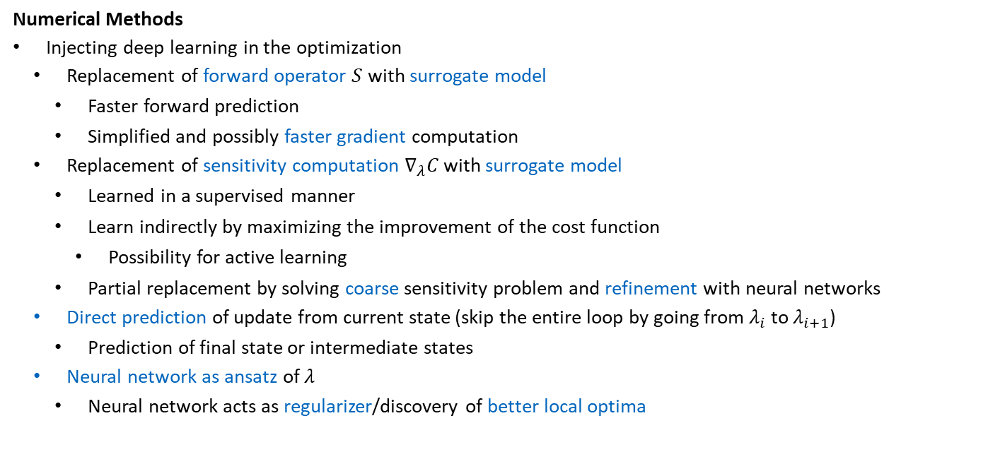 Numerical Methods
• Injecting deep learning in the optimization
• Replacement of forward operator 𝑆 with surrogate model
• Faster forward prediction
• Simplified and possibly faster gradient computation
• Replacement of sensitivity computation ∇_λ𝐶 with surrogate model
• Learned in a supervised manner
• Learn indirectly by maximizing the improvement of the cost function
• Possibility for active learning
• Partial replacement by solving coarse sensitivity problem and refinement with neural networks
• Direct prediction of update from current state (skip the entire loop by going from λ_i to λ_{i+1})
• Prediction of final state or intermediate states
• Neural network as ansatz of λ
• Neural network acts as regularizer/discovery of better local optima